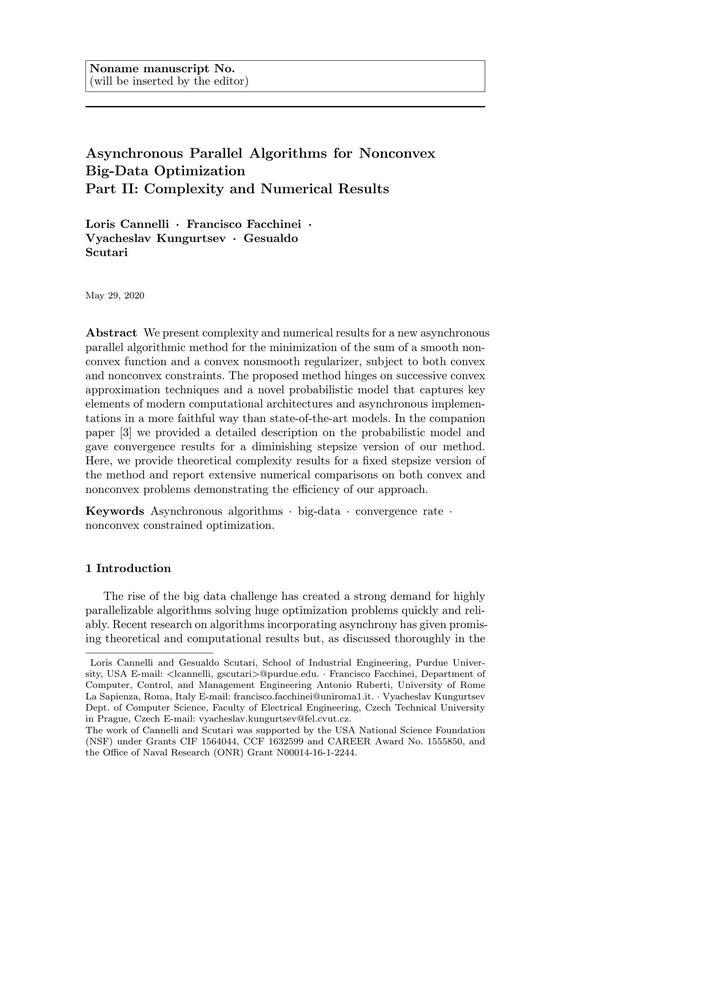 Noname manuscript No.
(will be inserted by the editor)
Asynchronous Parallel Algorithms for Nonconvex
Big-Data Optimization
Part II: Complexity and Numerical Results
Loris Cannelli · Francisco Facchinei ·
Vyacheslav Kungurtsev · Gesualdo
Scutari
May 29, 2020
Abstract We present complexity and numerical results for a new asynchronous
parallel algorithmic method for the minimization of the sum of a smooth non-
convex function and a convex nonsmooth regularizer, subject to both convex
and nonconvex constraints. The proposed method hinges on successive convex
approximation techniques and a novel probabilistic model that captures key
elements of modern computational architectures and asynchronous implemen-
tations in a more faithful way than state-of-the-art models. In the companion
paper [3] we provided a detailed description on the probabilistic model and
gave convergence results for a diminishing stepsize version of our method.
Here, we provide theoretical complexity results for a fixed stepsize version of
the method and report extensive numerical comparisons on both convex and
nonconvex problems demonstrating the efficiency of our approach.
Keywords Asynchronous algorithms · big-data · convergence rate ·
nonconvex constrained optimization.
1 Introduction
The rise of the big data challenge has created a strong demand for highly
parallelizable algorithms solving huge optimization problems quickly and reli-
ably. Recent research on algorithms incorporating asynchrony has given promis-
ing theoretical and computational results but, as discussed thoroughly in the
Loris Cannelli and Gesualdo Scutari, School of Industrial Engineering, Purdue Univer-
sity, USA E-mail: <lcannelli, gscutari>@purdue.edu. · Francisco Facchinei, Department of
Computer, Control, and Management Engineering Antonio Ruberti, University of Rome
La Sapienza, Roma, Italy E-mail: francisco.facchinei@uniroma1.it. · Vyacheslav Kungurtsev
Dept. of Computer Science, Faculty of Electrical Engineering, Czech Technical University
in Prague, Czech E-mail: vyacheslav.kungurtsev@fel.cvut.cz.
The work of Cannelli and Scutari was supported by the USA National Science Foundation
(NSF) under Grants CIF 1564044, CCF 1632599 and CAREER Award No. 1555850, and
the Office of Naval Research (ONR) Grant N00014-16-1-2244.